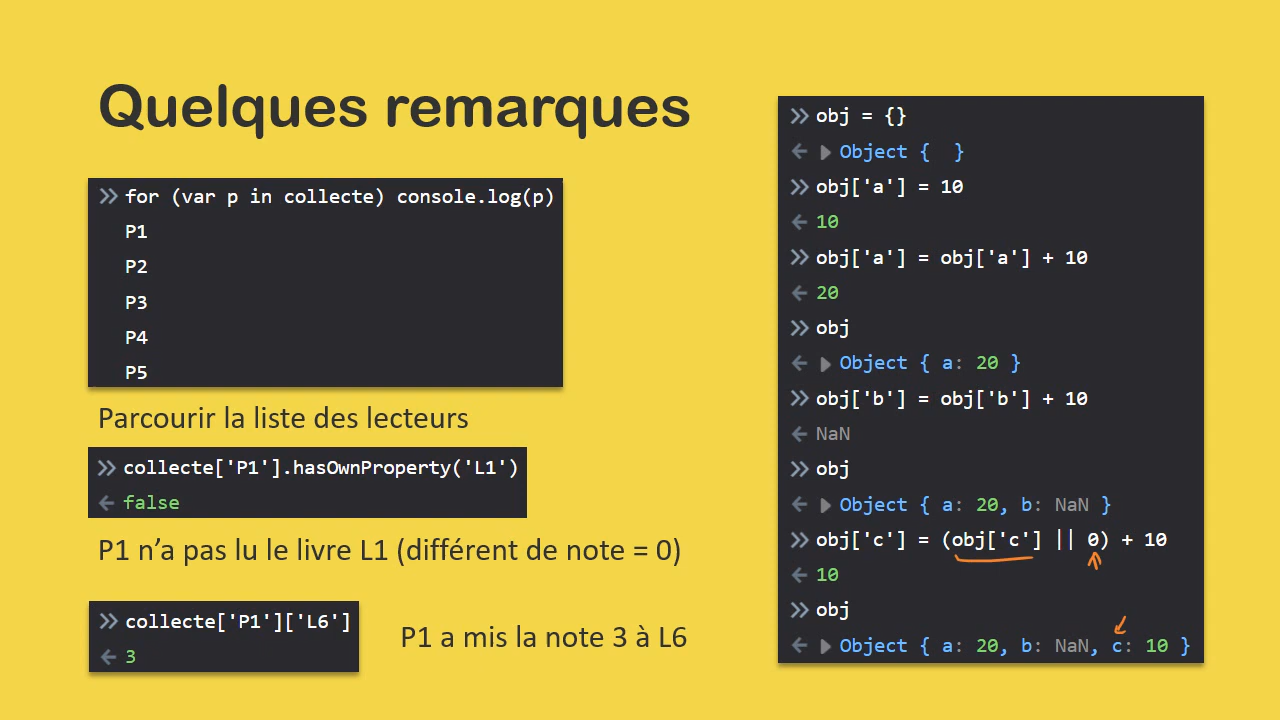 Quelques remarques
for (var p in collecte) console.log(p)
P1
P2
P3
P4
P5
Parcourir la liste des lecteurs
collecte['P1'].hasOwnProperty('L1')
false
P1 n’a pas lu le livre L1 (différent de note = 0)
collecte['P1']['L6']
3
P1 a mis la note 3 à L6
obj = {}
Object {  }
obj['a'] = 10
10
obj['a'] = obj['a'] + 10
20
obj
Object { a: 20 }
obj['b'] = obj['b'] + 10
NaN
obj
Object { a: 20, b: NaN }
obj['c'] = (obj['c'] || 0) + 10
10
obj
Object { a: 20, b: NaN, c: 10 }